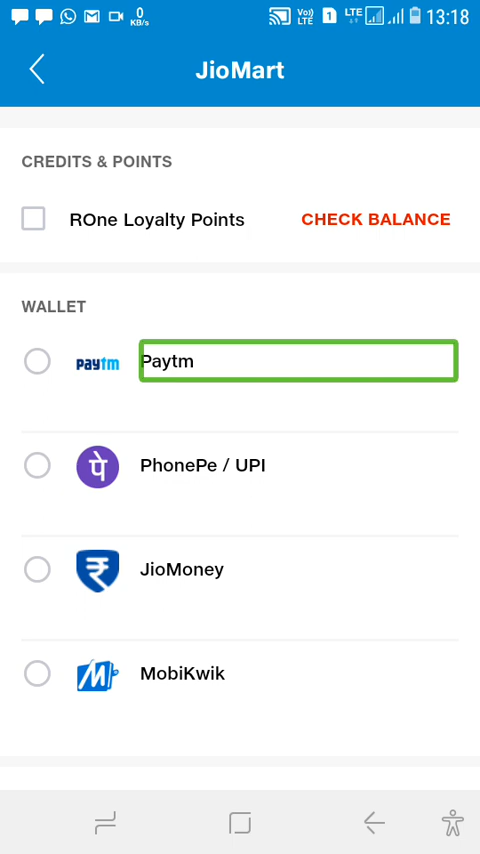 0
KB/s
Vo))
LTE
1
LTE
13:18
JioMart
CREDITS & POINTS
ROne Loyalty Points
CHECK BALANCE
WALLET
paytm
Paytm
पे
PhonePe / UPI
₹
JioMoney
M
MobiKwik